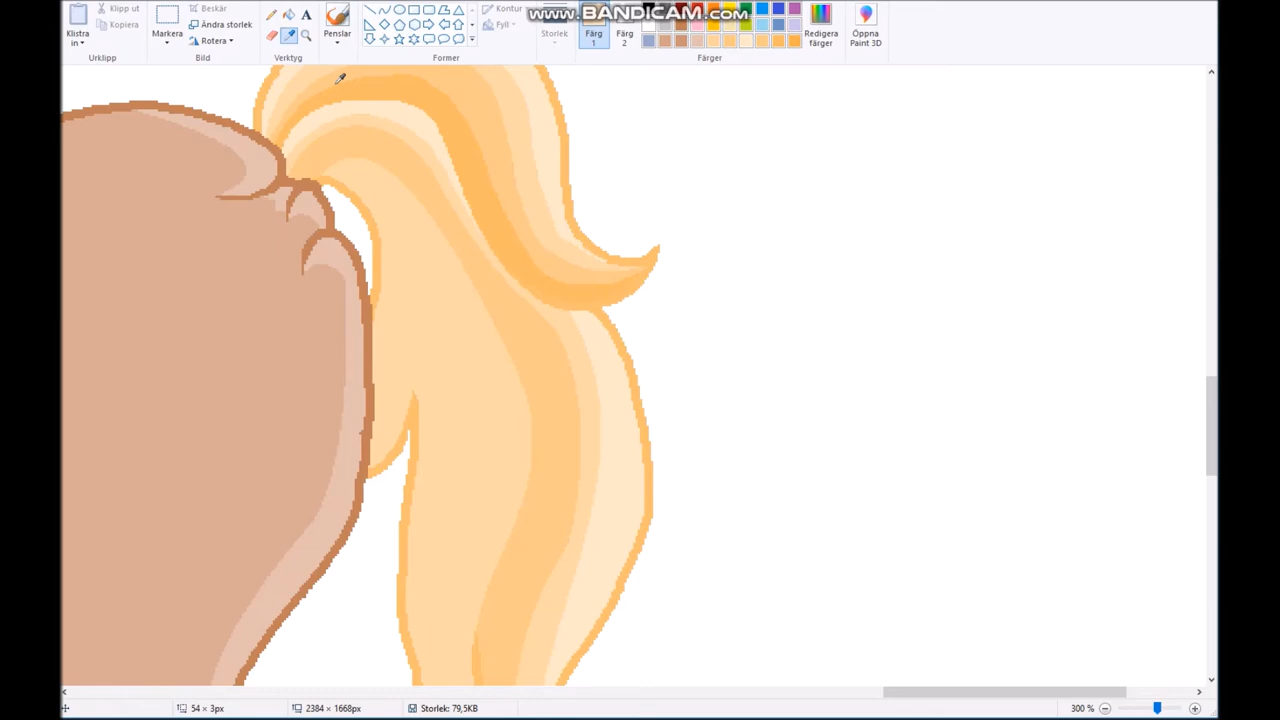 www.BANDICAM.com
Klistra in
Klipp ut
Kopiera
Urklipp
Markera
Beskär
Ändra storlek
Rotera
Bild
A
Verktyg
Penslar
Kontur
Fyll
Former
Storlek
Färg 1
Färg 2
Färger
Redigera färger
Öppna Paint 3D
54 × 3px
2384 × 1668px
Storlek: 79,5KB
300 %